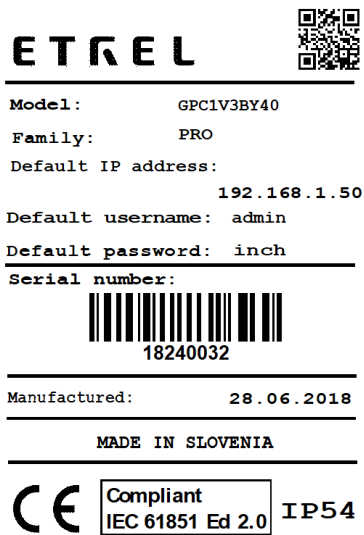 ETREL
Model: GPC1V3BY40
Family: PRO
Default IP address:
192.168.1.50
Default username: admin
Default password: inch
Serial number:
18240032
Manufactured: 28.06.2018
MADE IN SLOVENIA
CE
Compliant
IEC 61851 Ed 2.0
IP54